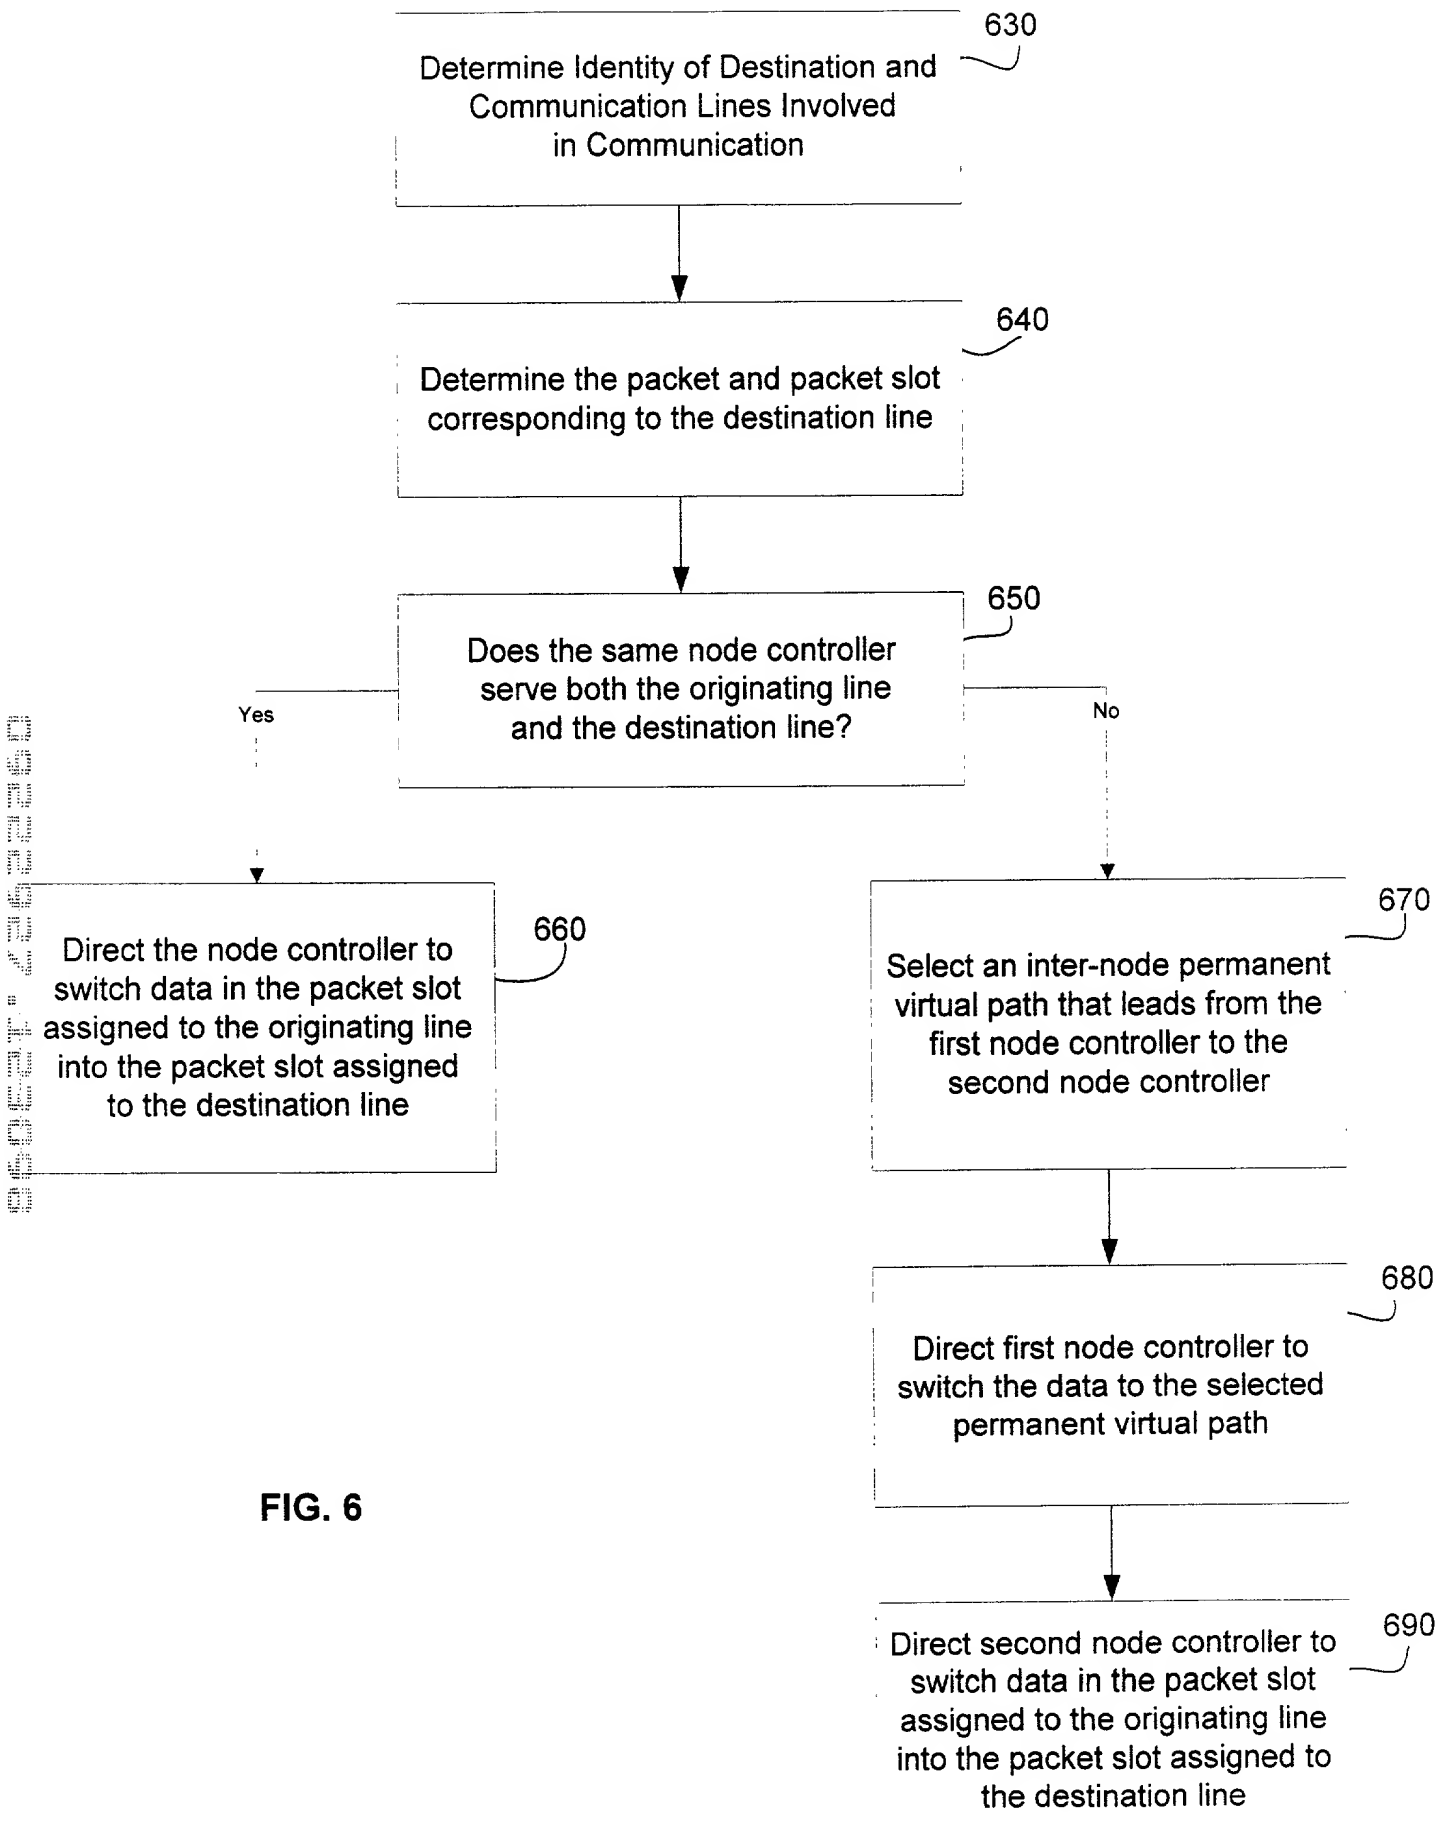 630
Determine Identity of Destination and
Communication Lines Involved
in Communication
640
Determine the packet and packet slot
corresponding to the destination line
650
Does the same node controller
serve both the originating line
and the destination line?
Yes
No
660
Direct the node controller to
switch data in the packet slot
assigned to the originating line
into the packet slot assigned
to the destination line
670
Select an inter-node permanent
virtual path that leads from the
first node controller to the
second node controller
680
Direct first node controller to
switch the data to the selected
permanent virtual path
FIG. 6
690
Direct second node controller to
switch data in the packet slot
assigned to the originating line
into the packet slot assigned to
the destination line